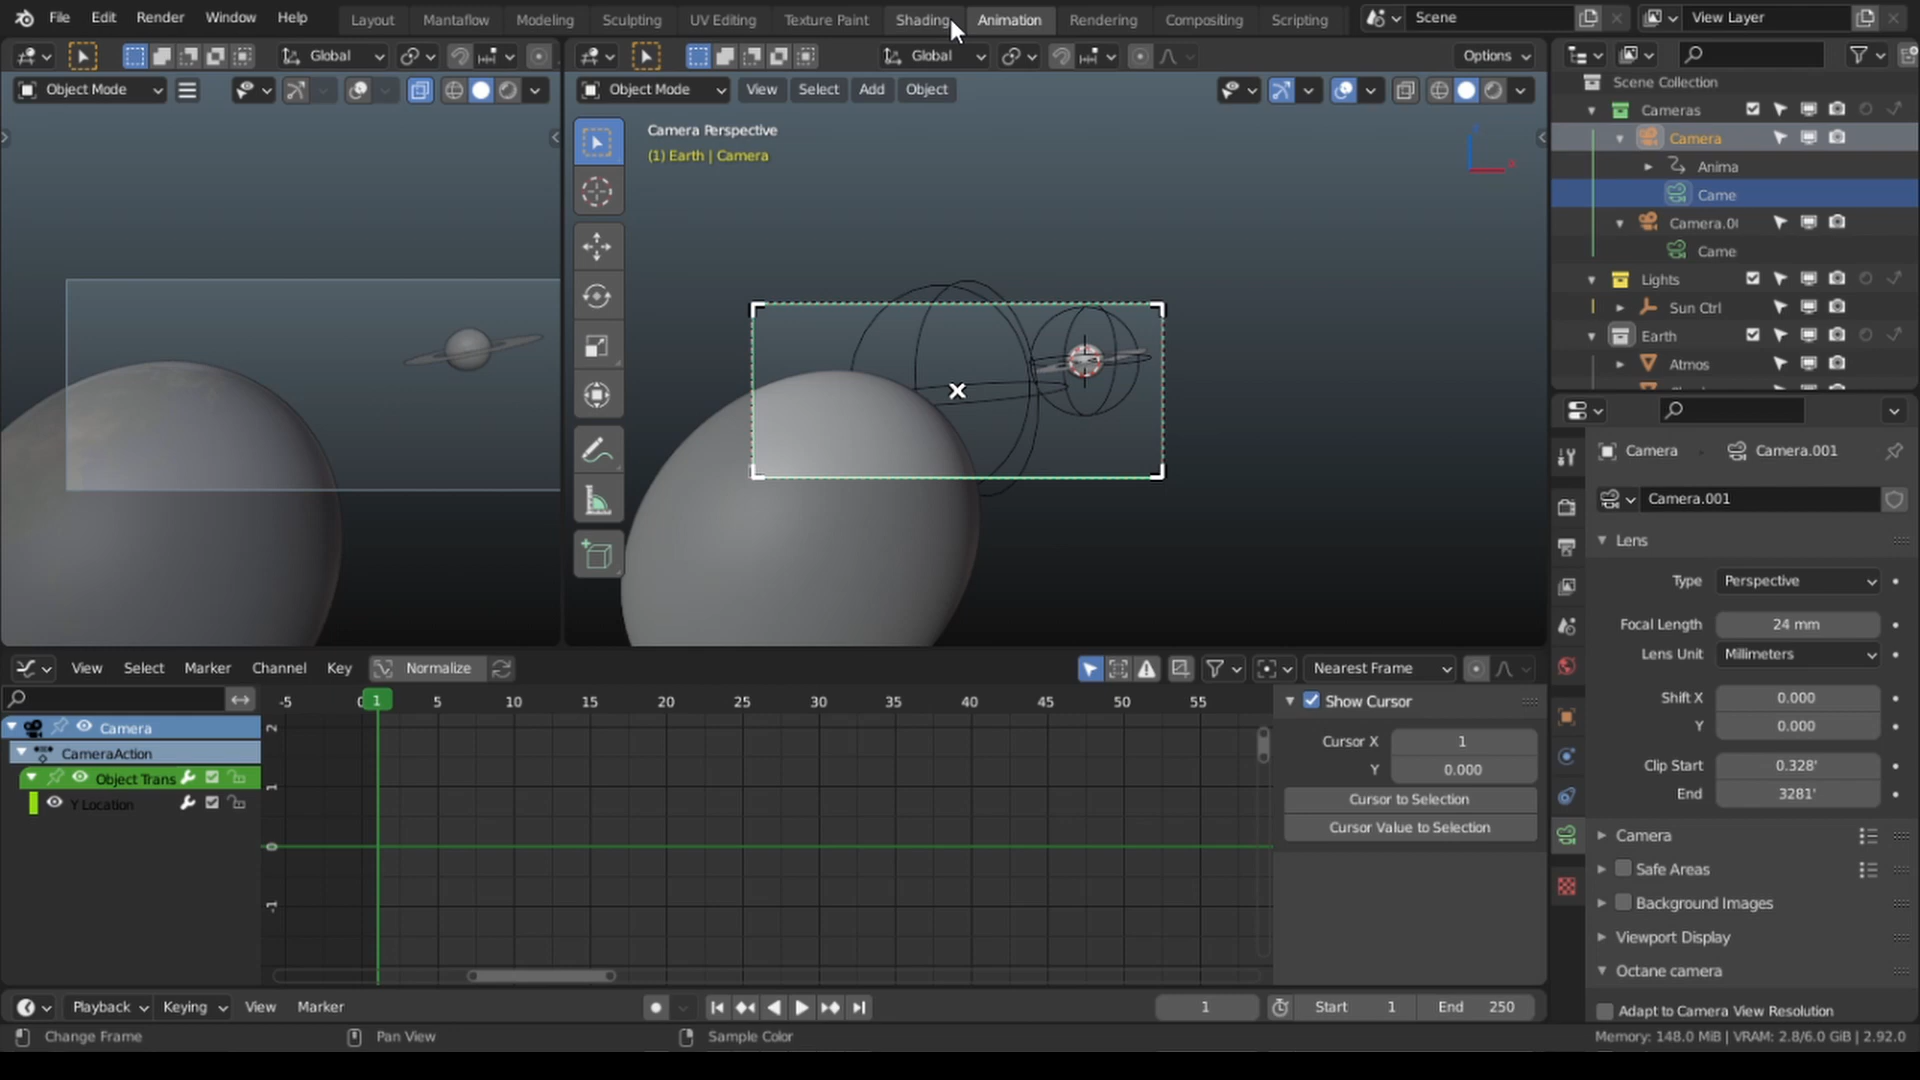 File Edit Render Window Help Layout Mantaflow Modeling Sculpting UV Editing Texture Paint Shading Animation Rendering Compositing Scripting Scene View Layer
Global Global Options
Object Mode Object Mode View Select Add Object
Camera Perspective
(1) Earth | Camera
Scene Collection
Cameras
Camera
Anima
Came
Camera.0
Came
Lights
Sun Ctrl
Earth
Atmos
Camera Camera.001
Camera.001
Lens
Type Perspective
Focal Length 24 mm
Lens Unit Millimeters
Shift X 0.000
Y 0.000
Clip Start 0.328'
End 3281'
Camera
Safe Areas
Background Images
Viewport Display
Octane camera
Adapt to Camera View Resolution
View Select Marker Channel Key Normalize Nearest Frame
-5 0 1 5 10 15 20 25 30 35 40 45 50 55
Camera
CameraAction
Object Trans
Y Location
2
1
0
-1
Show Cursor
Cursor X 1
Y 0.000
Cursor to Selection
Cursor Value to Selection
Playback Keying View Marker 1 Start 1 End 250
Change Frame Pan View Sample Color Memory: 148.0 MiB | VRAM: 2.8/6.0 GiB | 2.92.0